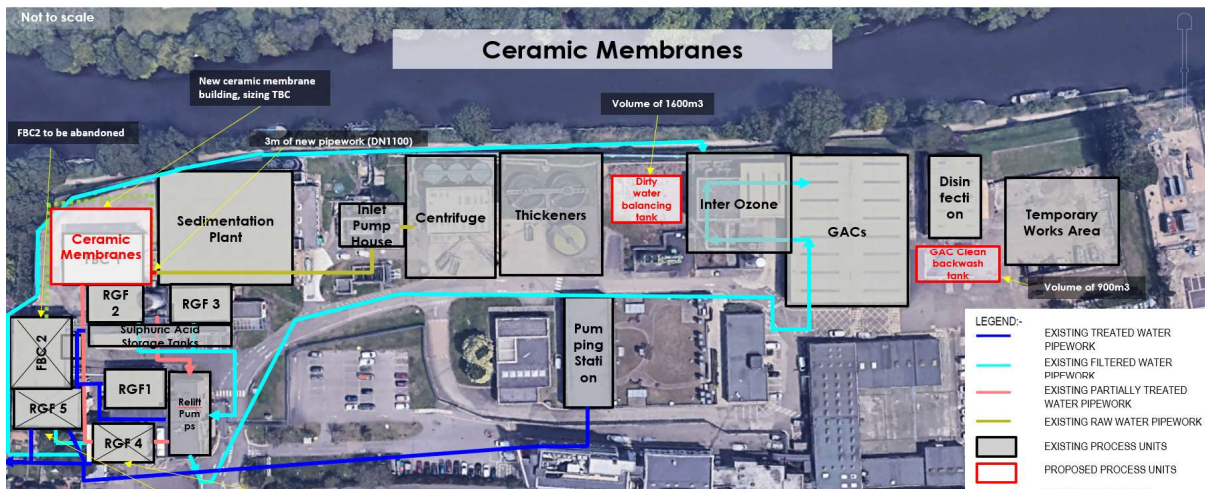 Not to scale
Ceramic Membranes
New ceramic membrane
building, sizing TBC
Volume of 1600m3
FBC2 to be abandoned
3m of new pipework (DN1100)
Sedimentation
Plant
Inlet
Pump
House
Centrifuge
Thickeners
Dirty
water
balancing
tank
Inter Ozone
GACs
Disin
fecti
on
Temporary
Works Area
Ceramic
Membranes
GAC Clean
backwash
tank
Volume of 900m3
RGF
2
RGF 3
Sulphuric Acid
Storage Tanks
FBC 2
RGF1
Relift
Pum
ps
RGF 5
RGF 4
Pum
ping
Stati
on
LEGEND:-
EXISTING TREATED WATER
PIPEWORK
EXISTING FILTERED WATER
PIPEWORK
EXISTING PARTIALLY TREATED
WATER PIPEWORK
EXISTING RAW WATER PIPEWORK
EXISTING PROCESS UNITS
PROPOSED PROCESS UNITS